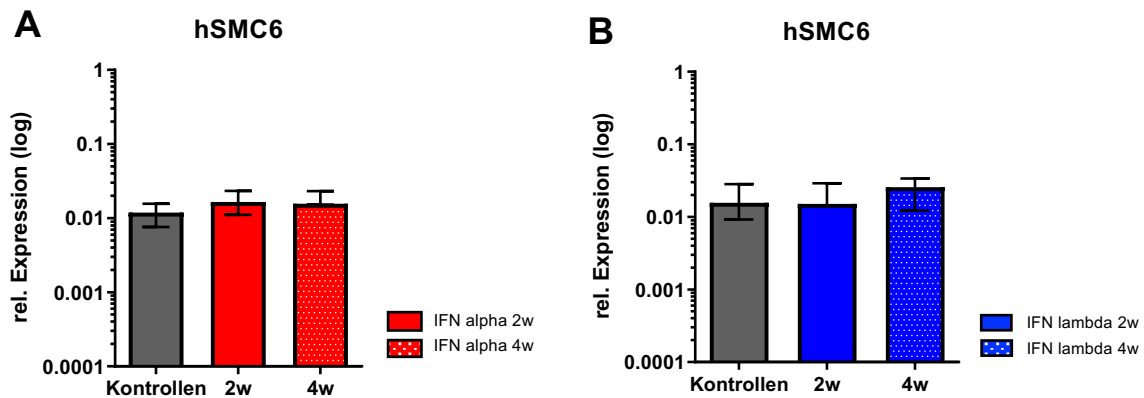 A
hSMC6
rel. Expression (log)
1
0.1
0.01
0.001
0.0001
Kontrollen 2w 4w
IFN alpha 2w
IFN alpha 4w
B
hSMC6
rel. Expression (log)
1
0.1
0.01
0.001
0.0001
Kontrollen 2w 4w
IFN lambda 2w
IFN lambda 4w